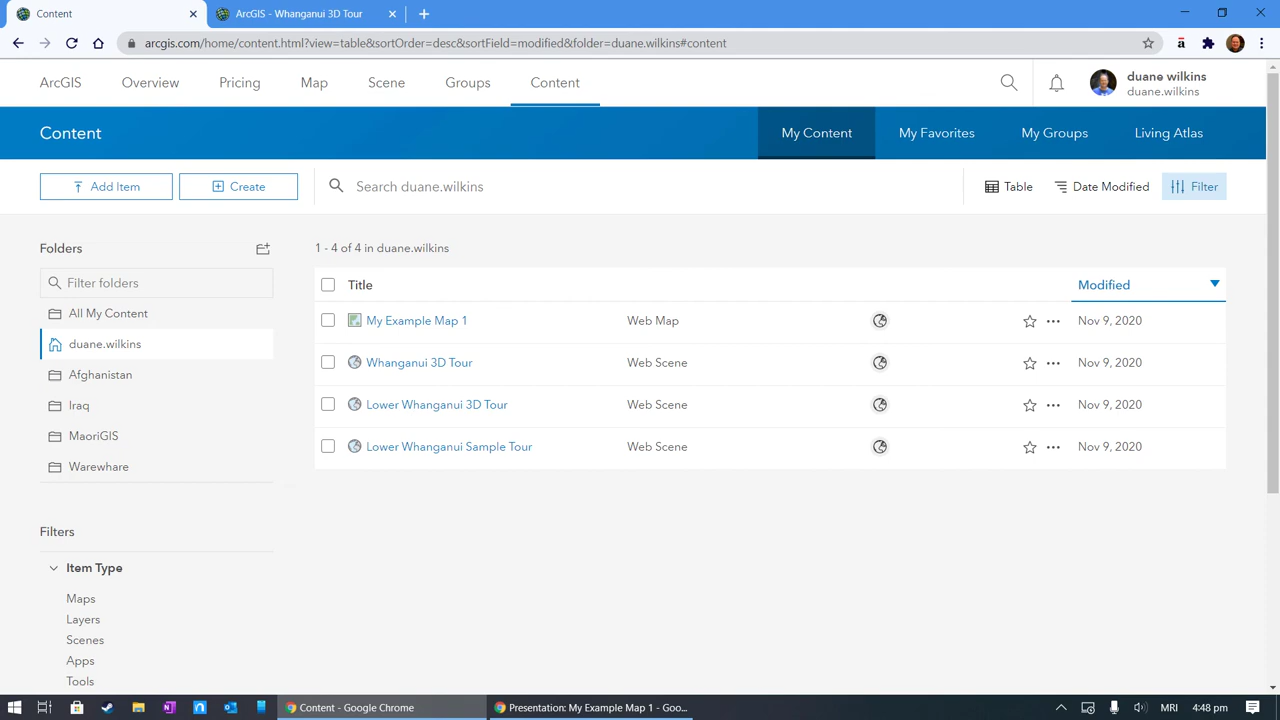 Content
ArcGIS - Whanganui 3D Tour
arcgis.com/home/content.html?view=table&sortOrder=desc&sortField=modified&folder=duane.wilkins#content
ArcGIS Overview Pricing Map Scene Groups Content
duane wilkins
duane.wilkins
Content
My Content My Favorites My Groups Living Atlas
Add Item Create Search duane.wilkins Table Date Modified Filter
Folders
1 - 4 of 4 in duane.wilkins
Filter folders
All My Content
duane.wilkins
Afghanistan
Iraq
MaoriGIS
Warewhare
Title Modified
My Example Map 1 Web Map Nov 9, 2020
Whanganui 3D Tour Web Scene Nov 9, 2020
Lower Whanganui 3D Tour Web Scene Nov 9, 2020
Lower Whanganui Sample Tour Web Scene Nov 9, 2020
Filters
Item Type
Maps
Layers
Scenes
Apps
Tools
Content - Google Chrome
Presentation: My Example Map 1 - Goo...
MRI 4:48 pm